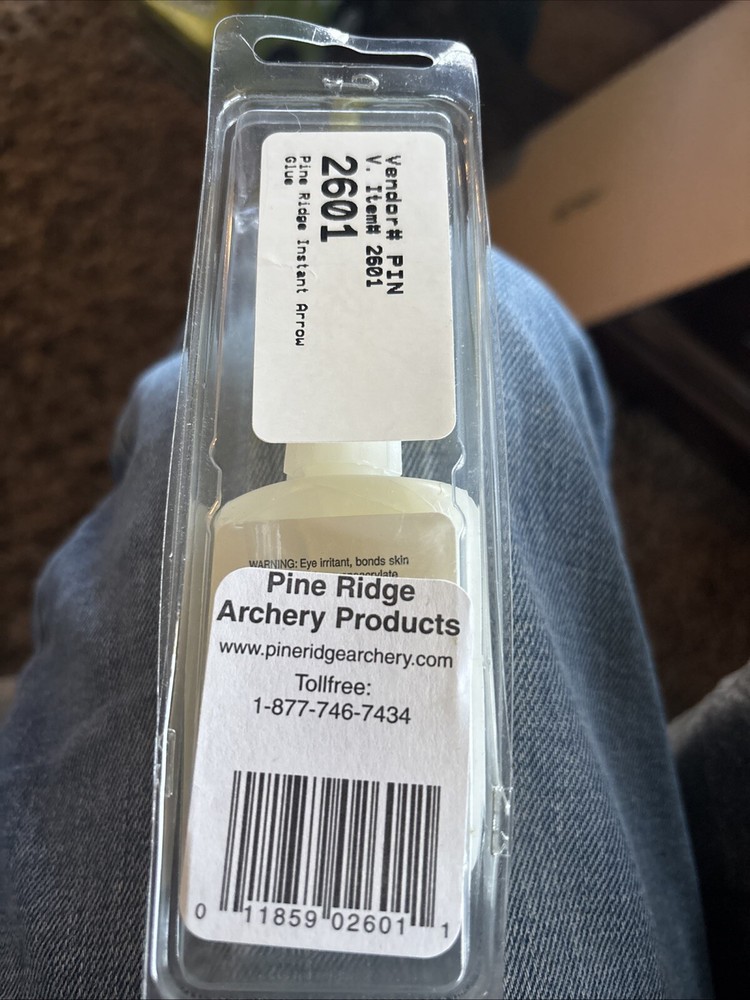 Vendor# PIN
V. Item# 2601
2601
Pine Ridge Instant Arrow
Glue
WARNING: Eye irritant, bonds skin
Pine Ridge
Archery Products
www.pineridgearchery.com
Tollfree:
1-877-746-7434
0 11859 02601 1